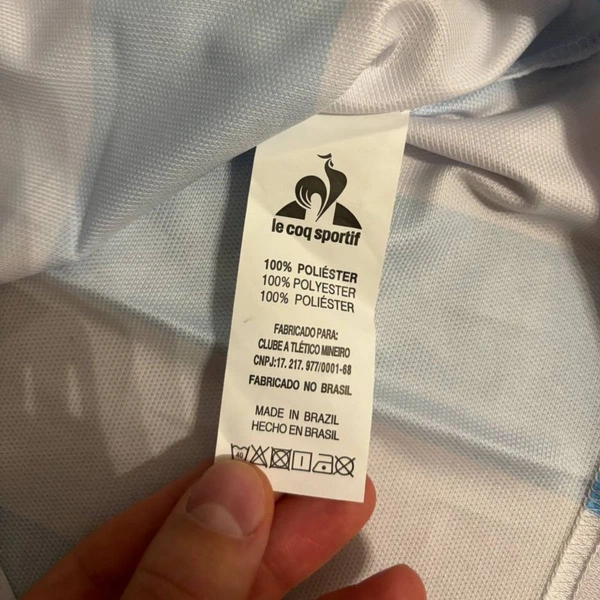 le coq sportif
100% POLIÉSTER
100% POLYESTER
100% POLIÉSTER
FABRICADO PARA:
CLUBE A TLÉTICO MINEIRO
CNPJ:17. 217. 977/0001-68
FABRICADO NO BRASIL
MADE IN BRAZIL
HECHO EN BRASIL
40